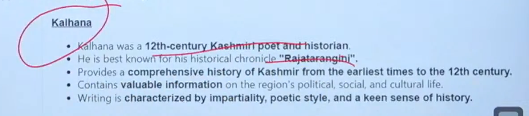 Kalhana
• Kalhana was a 12th-century Kashmiri poet and historian.
• He is best known for his historical chronicle "Rajatarangini".
• Provides a comprehensive history of Kashmir from the earliest times to the 12th century.
• Contains valuable information on the region's political, social, and cultural life.
• Writing is characterized by impartiality, poetic style, and a keen sense of history.